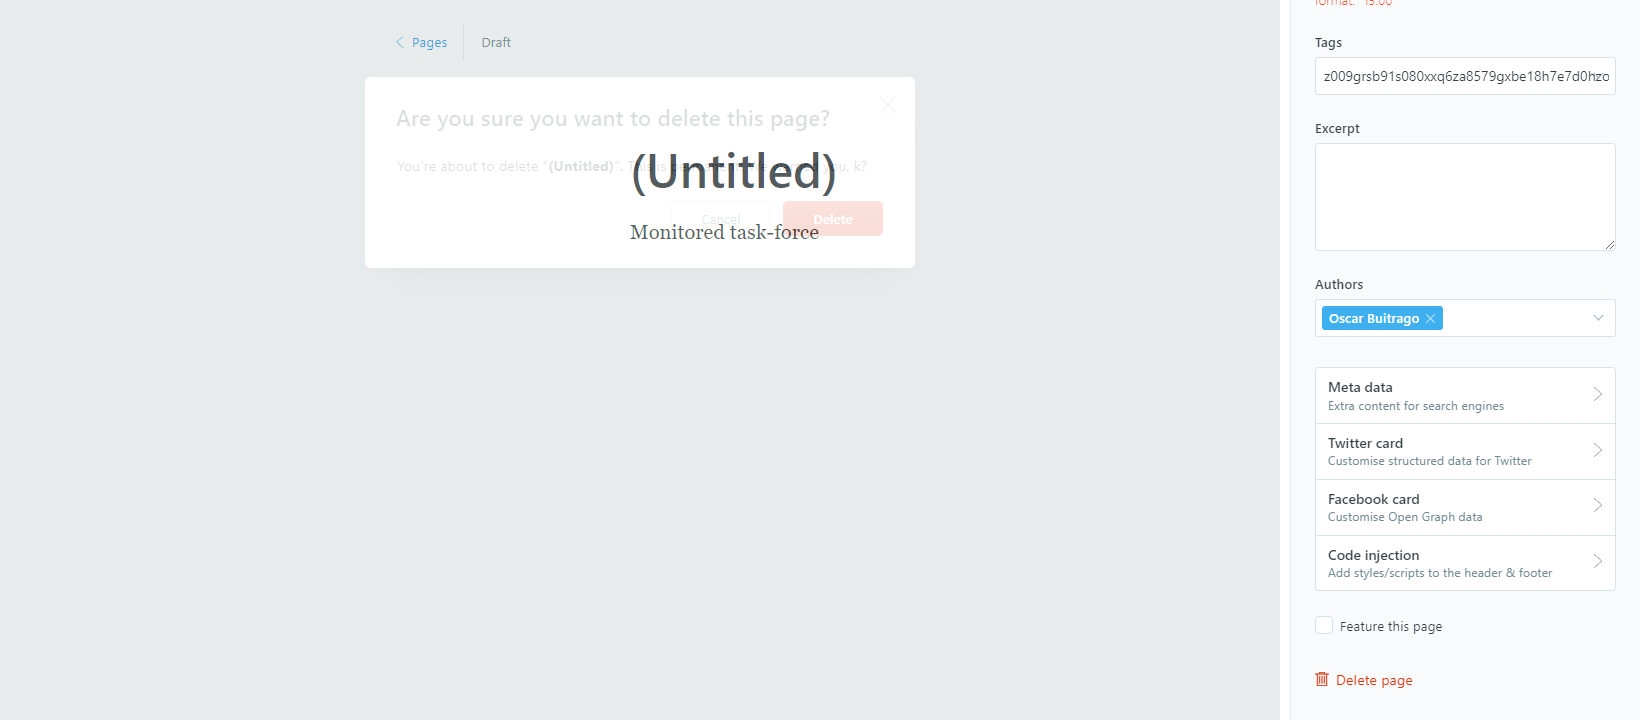 Pages
Draft
Are you sure you want to delete this page?
You're about to delete "(Untitled)".
you, k?
Cancel
Delete
(Untitled)
Monitored task-force
format: "15:00"
Tags
z009grsb91s080xxq6za8579gxbe18h7e7d0hzo
Excerpt
Authors
Oscar Buitrago
Meta data
Extra content for search engines
Twitter card
Customise structured data for Twitter
Facebook card
Customise Open Graph data
Code injection
Add styles/scripts to the header & footer
Feature this page
Delete page